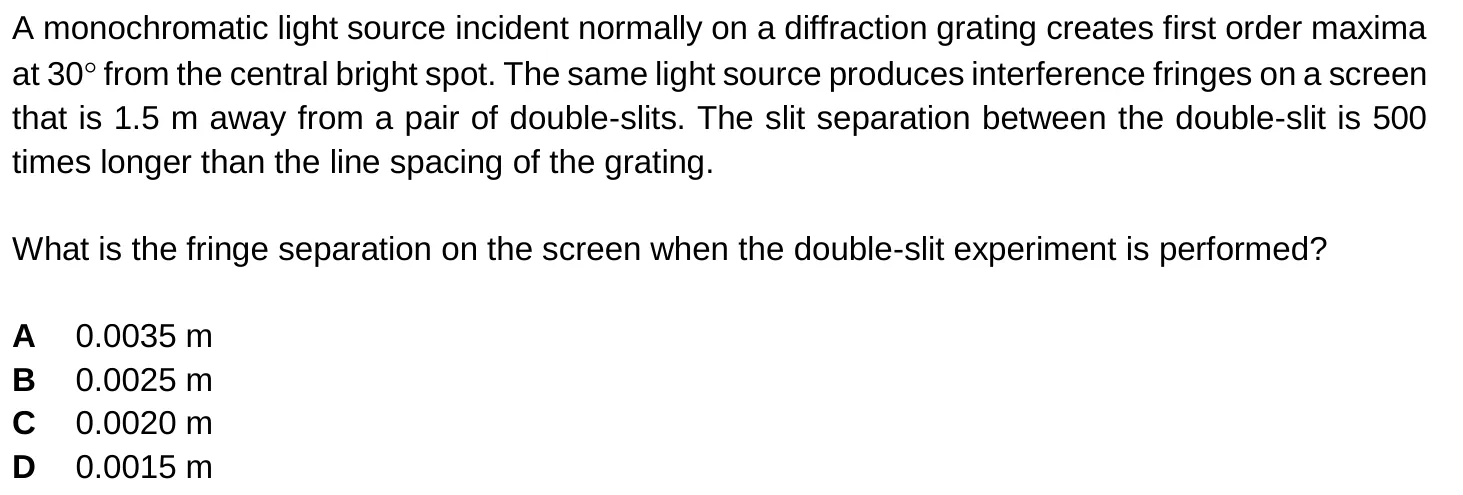 A monochromatic light source incident normally on a diffraction grating creates first order maxima
at 30° from the central bright spot. The same light source produces interference fringes on a screen
that is 1.5 m away from a pair of double-slits. The slit separation between the double-slit is 500
times longer than the line spacing of the grating.
What is the fringe separation on the screen when the double-slit experiment is performed?
A 0.0035 m
B 0.0025 m
C 0.0020 m
D 0.0015 m